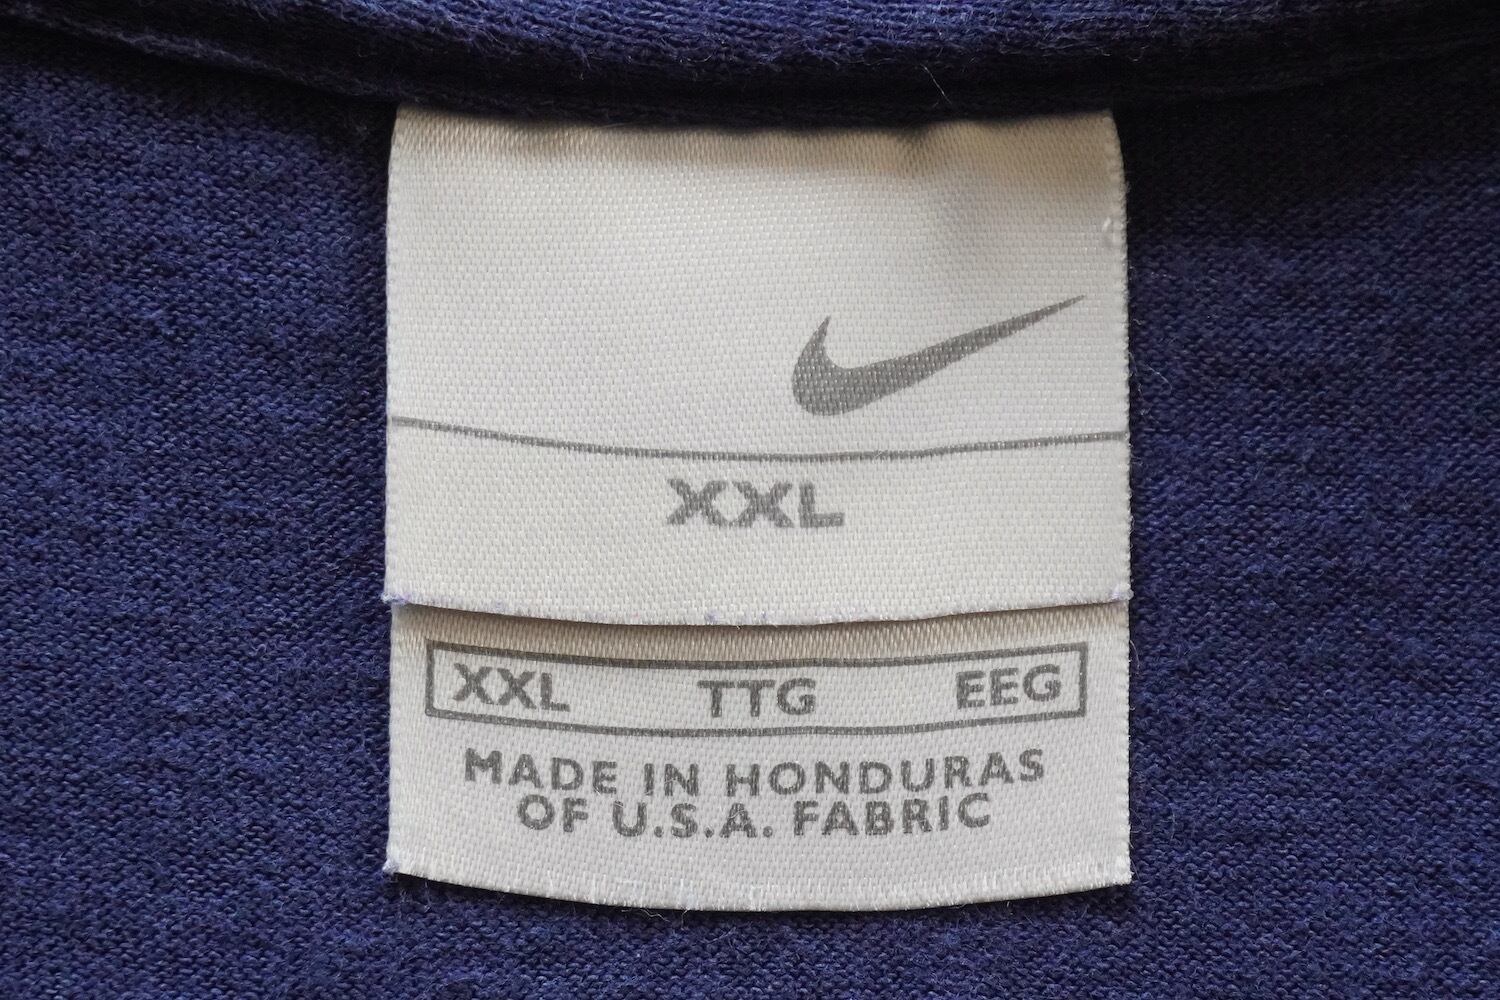 XXL
XXL TTG EEG
MADE IN HONDURAS
OF U.S.A. FABRIC